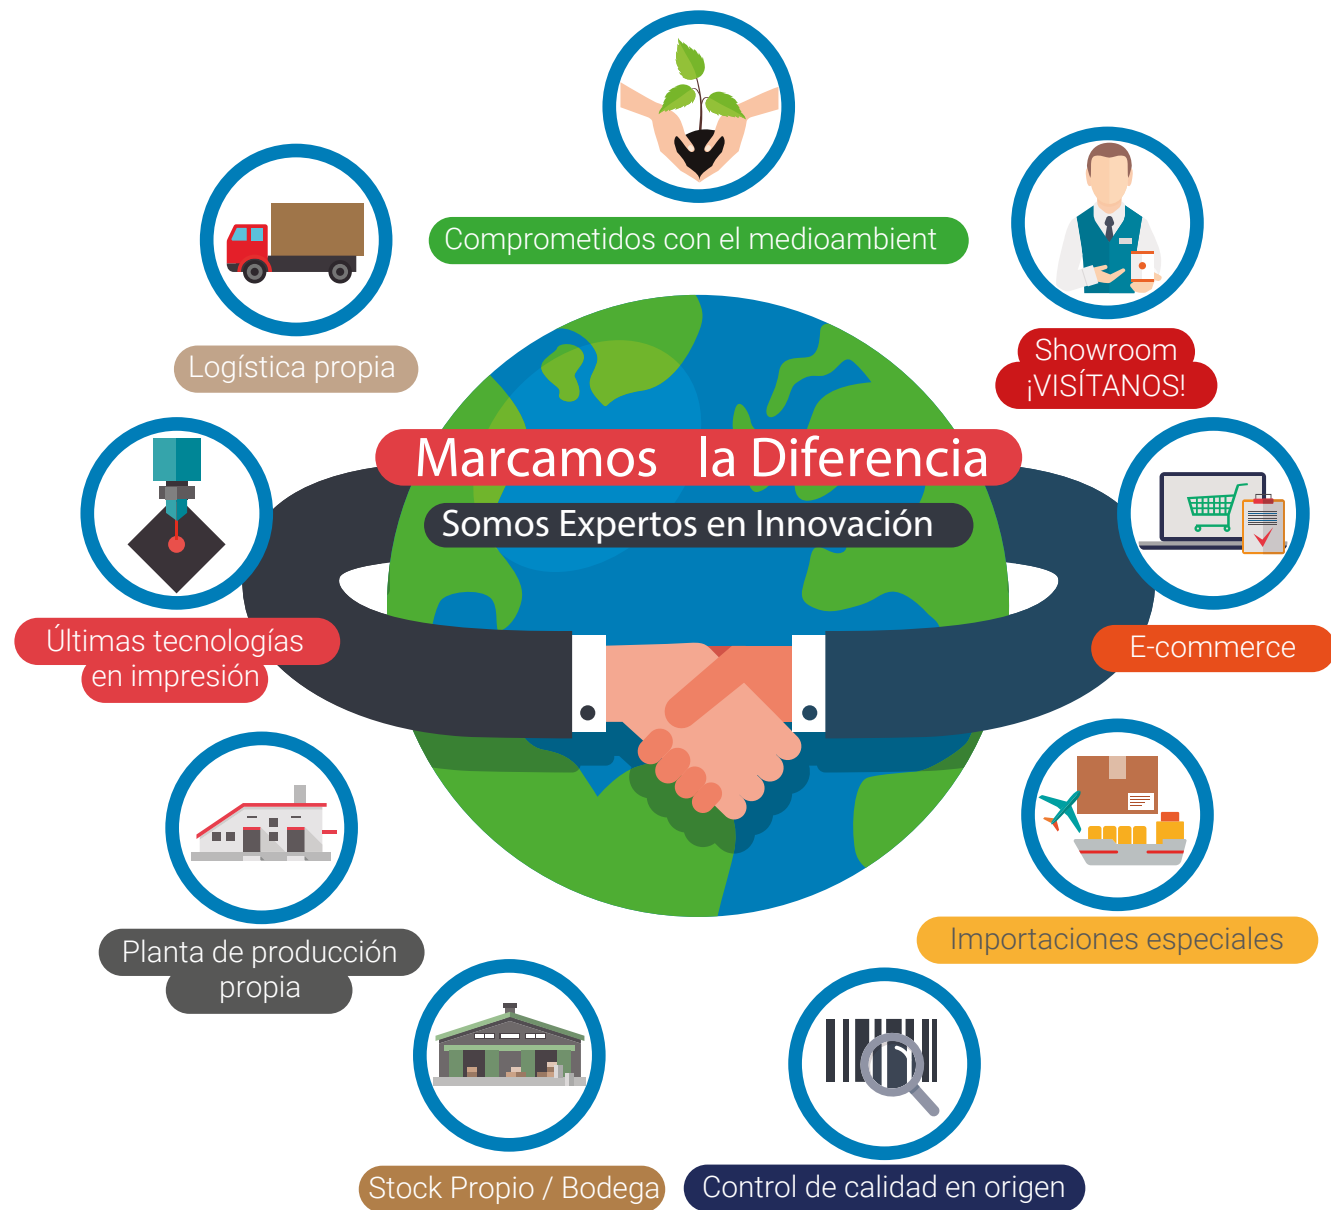 Comprometidos con el medioambient
Logística propia
Showroom
¡VISÍTANOS!
Marcamos la Diferencia
Somos Expertos en Innovación
Últimas tecnologías
en impresión
E-commerce
Planta de producción
propia
Importaciones especiales
Stock Propio / Bodega
Control de calidad en origen